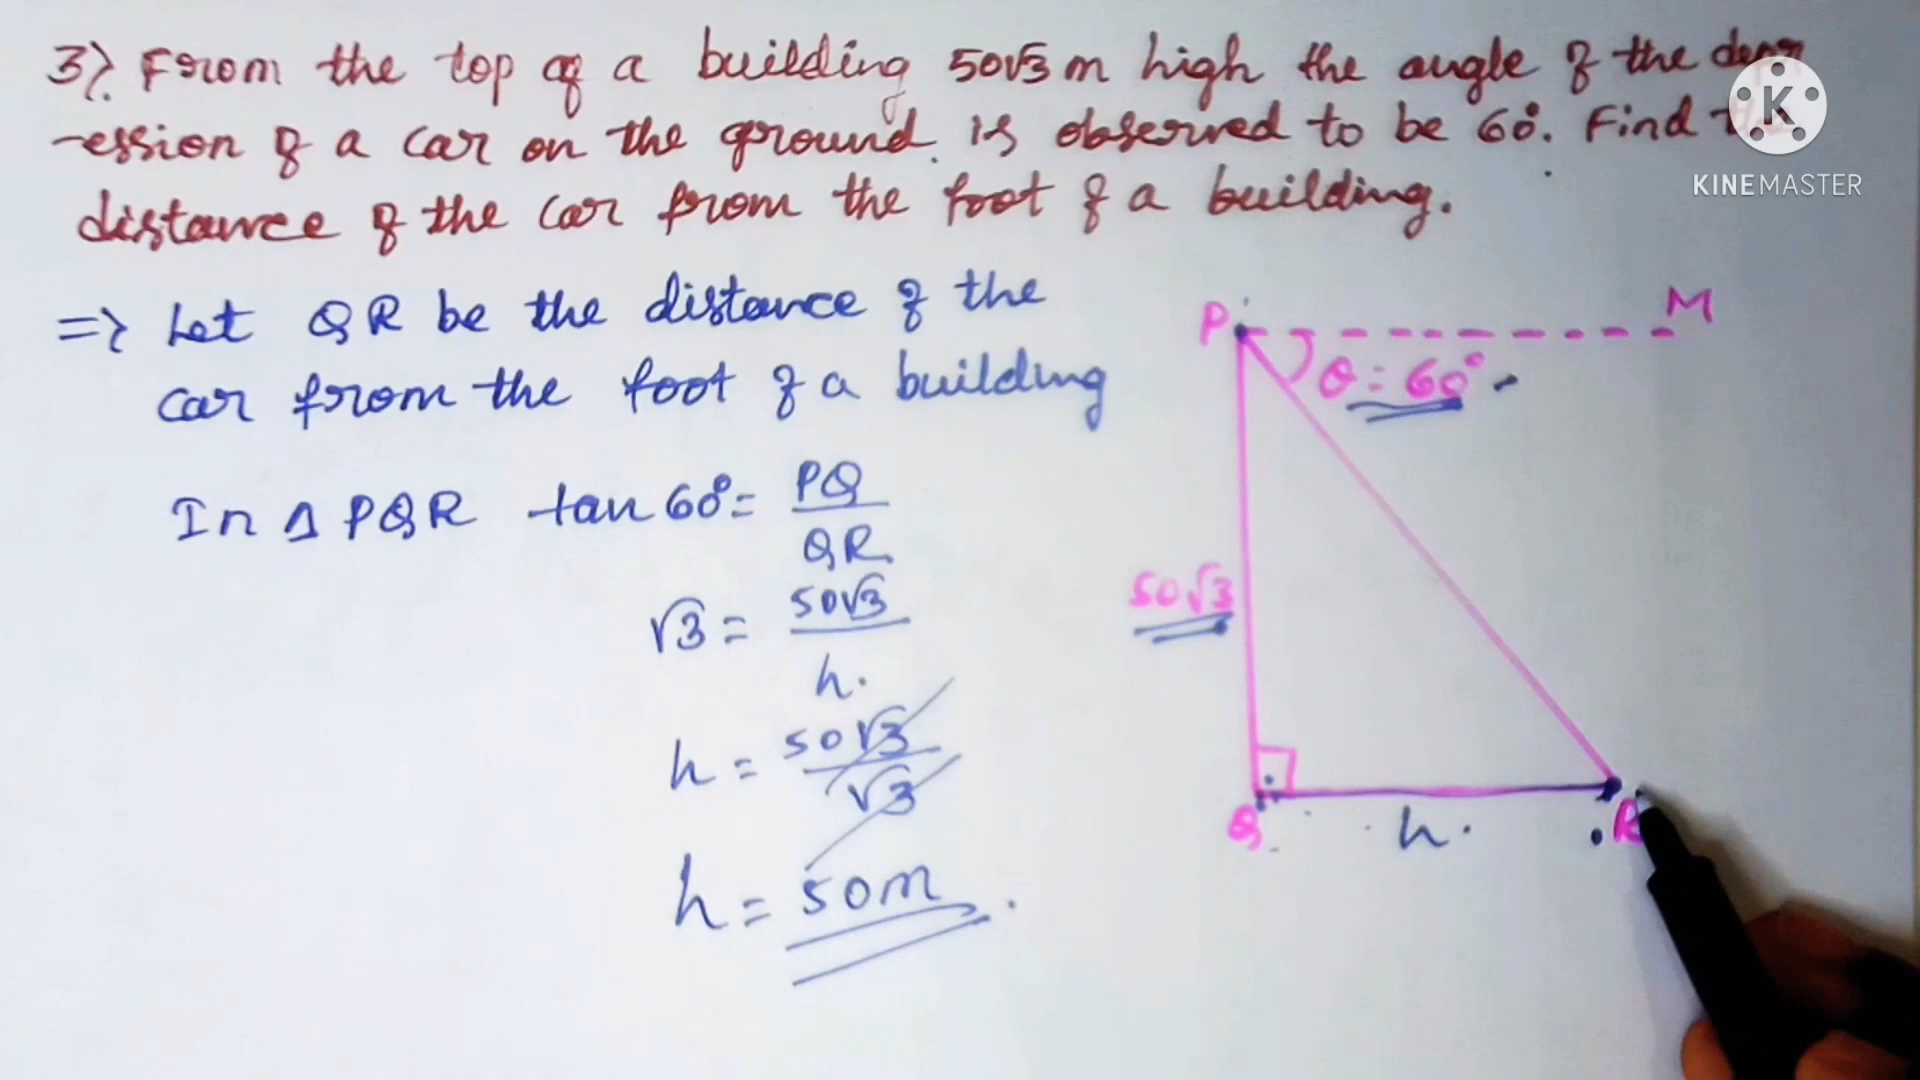 3). From the top of a building 50√3 m high the angle of the depr
-ession of a car on the ground is observed to be 60°. Find the
distance of the car from the foot of a building.
K
KINEMASTER
=> Let QR be the distance of the
car from the foot of a building
In Δ PQR tan 60° = PQ
QR
√3 = 50√3
h.
h = 50√3
√3
h = 50m
P
M
θ = 60°
50√3
Q
h
R